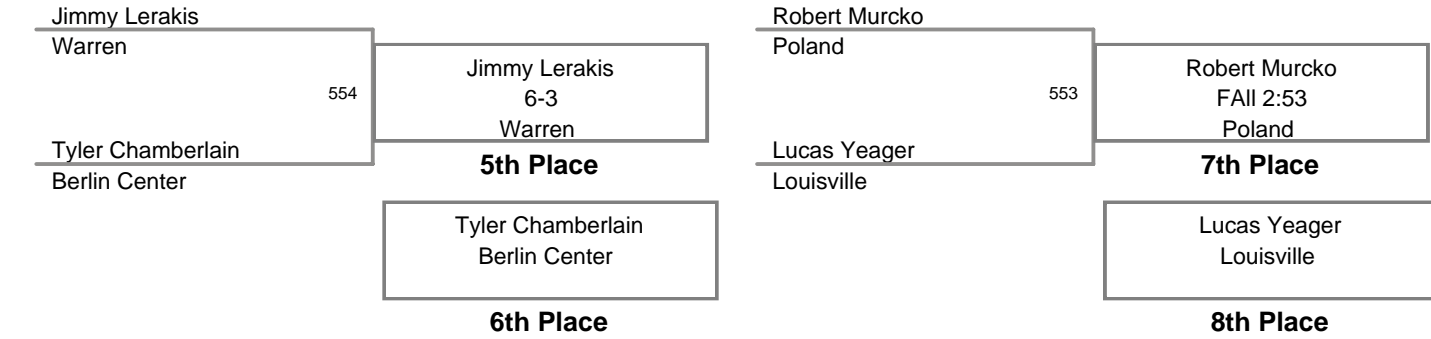 Jimmy Lerakis
Warren
554
Jimmy Lerakis
6-3
Warren
Tyler Chamberlain
5th Place
Berlin Center
Tyler Chamberlain
Berlin Center
6th Place
Robert Murcko
Poland
553
Robert Murcko
FAll 2:53
Poland
Lucas Yeager
7th Place
Louisville
Lucas Yeager
Louisville
8th Place